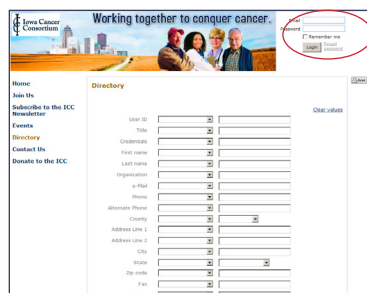 Iowa Cancer
Consortium
Working together to conquer cancer.
Email
Password
Remember me
Login
Forgot password
Print
Home
Join Us
Subscribe to the ICC
Newsletter
Events
Directory
Contact Us
Donate to the ICC
Directory
Clear values
User ID
Title
Credentials
First name
Last name
Organization
e-Mail
Phone
Alternate Phone
County
Address Line 1
Address Line 2
City
State
Zip code
Fax